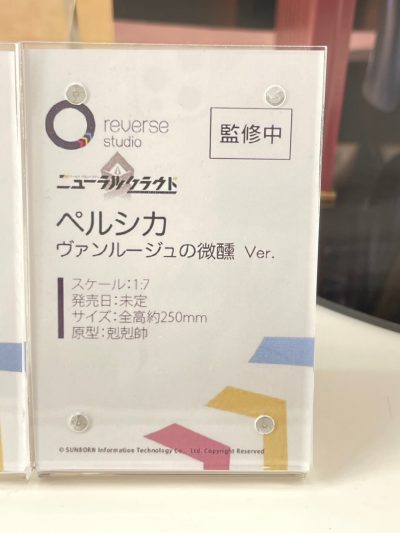 reverse
studio
監修中
ニューラルクラウド
ペルシカ
ヴァンルージュの微醺 Ver.
スケール:1:7
発売日:未定
サイズ:全高約250mm
原型:剋剋帥
© SUNBORN Information Technology Co., Ltd. Copyright Reserved